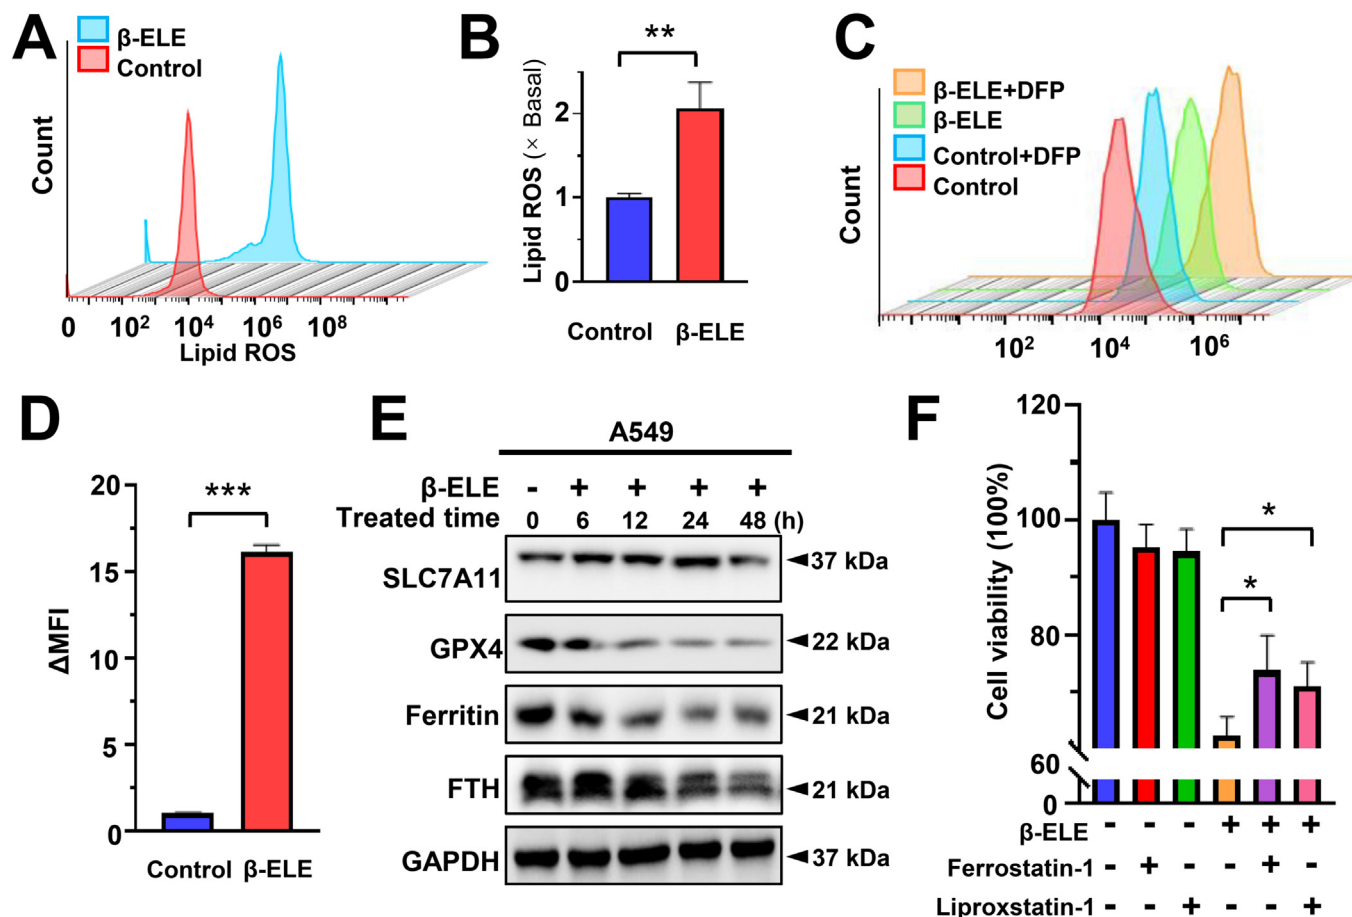 A
β-ELE
Control
Count
0 10² 10⁴ 10⁶ 10⁸
Lipid ROS
B
**
Lipid ROS (× Basal)
2
1
0
Control β-ELE
C
β-ELE+DFP
β-ELE
Control+DFP
Control
Count
10² 10⁴ 10⁶
D
***
ΔMFI
20
15
10
5
0
Control β-ELE
E
A549
β-ELE - + + + +
Treated time 0 6 12 24 48 (h)
SLC7A11 37 kDa
GPX4 22 kDa
Ferritin 21 kDa
FTH 21 kDa
GAPDH 37 kDa
F
Cell viability (100%)
120
100
80
60
0
*
*
β-ELE - - - + + +
Ferrostatin-1 - + - - + -
Liproxstatin-1 - - + - - +